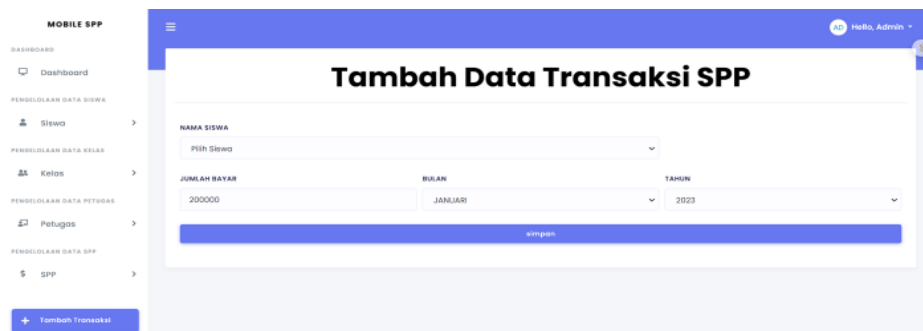 MOBILE SPP
DASHBOARD
Dashboard
PENGELOLAAN DATA SISWA
Siswa
PENGELOLAAN DATA KELAS
Kelas
PENGELOLAAN DATA PETUGAS
Petugas
PENGELOLAAN DATA SPP
$ SPP
+ Tambah Transaksi
AD Hello, Admin
Tambah Data Transaksi SPP
NAMA SISWA
Pilih Siswa
JUMLAH BAYAR BULAN TAHUN
200000 JANUARI 2023
simpan